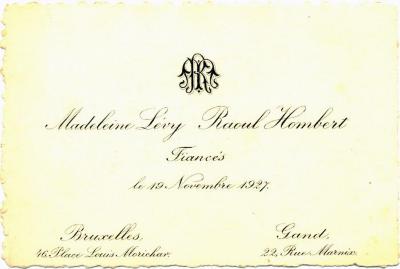 Madeleine Lévy Raoul Hombert
Fiancés
le 19 Novembre 1927.
Bruxelles, Gand.
16, Place Louis Morichar. 22, Rue Marnix.